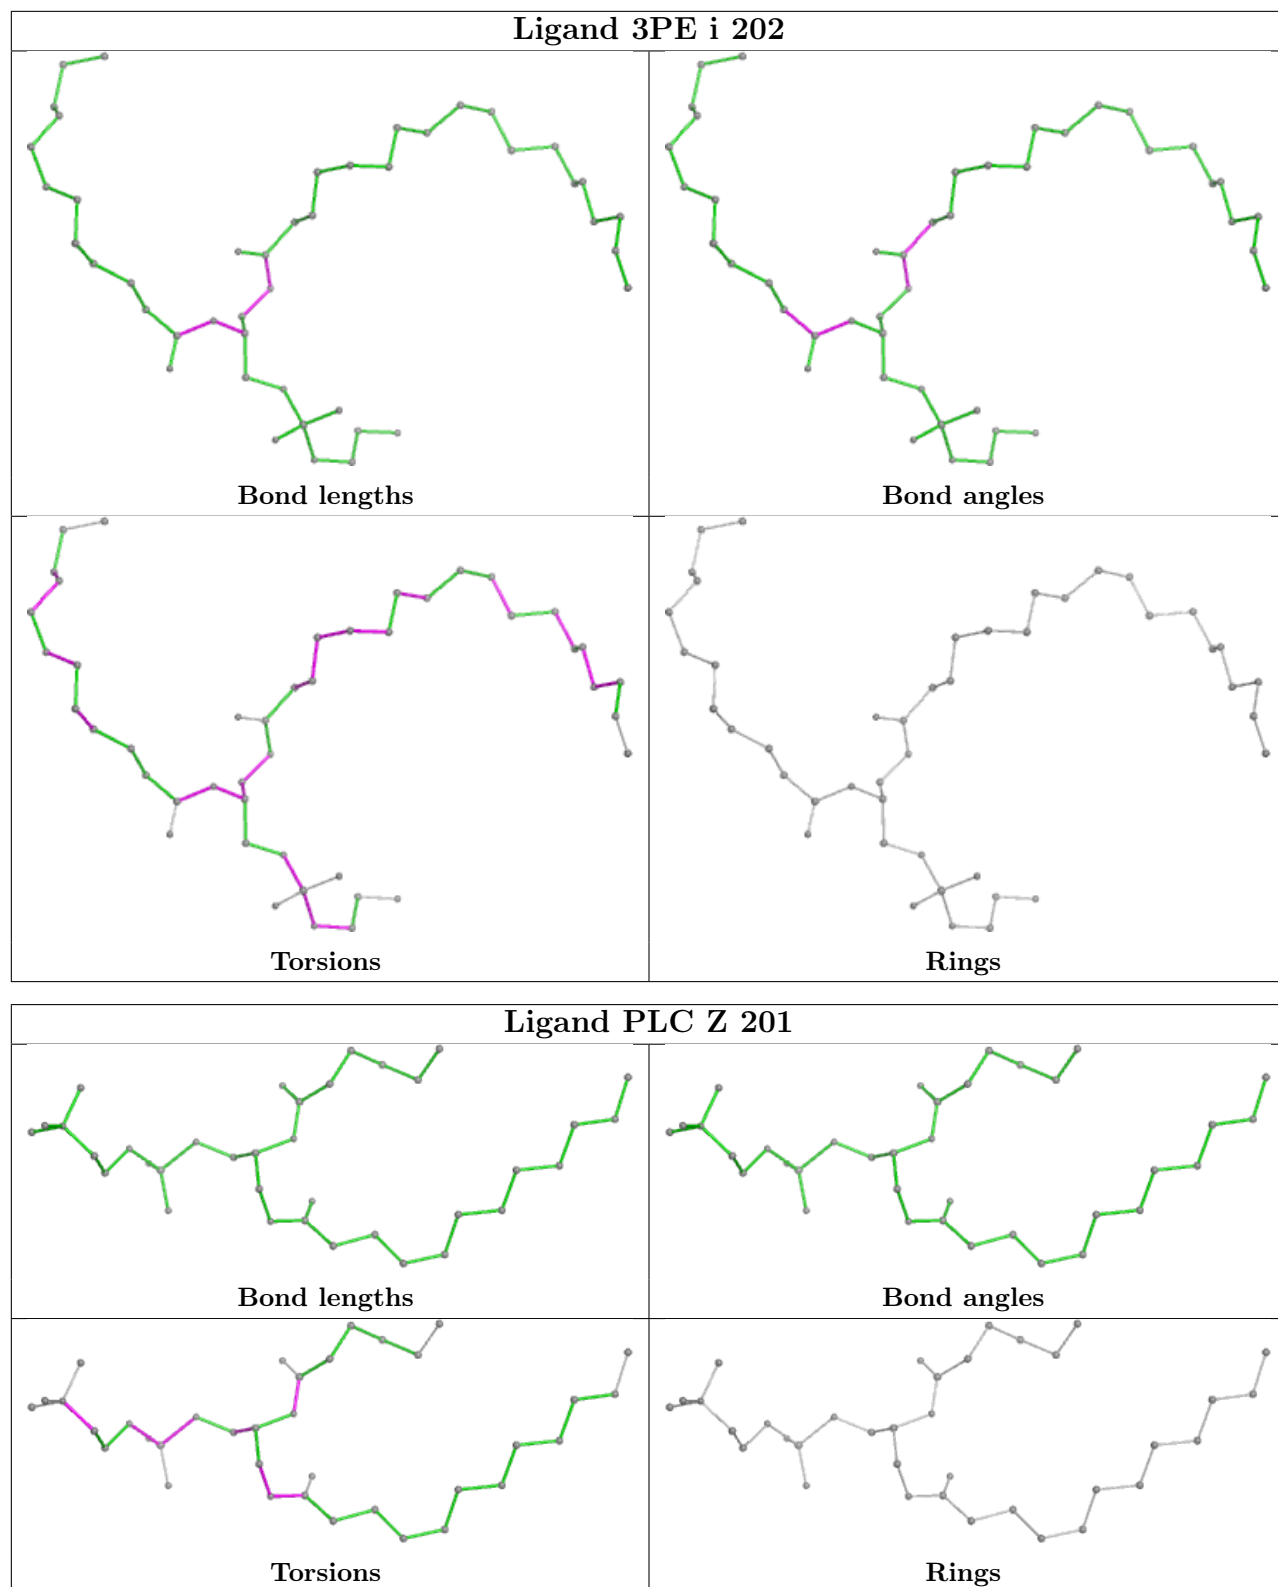 Ligand 3PE i 202
Bond lengths
Bond angles
Torsions
Rings
Ligand PLC Z 201
Bond lengths
Bond angles
Torsions
Rings